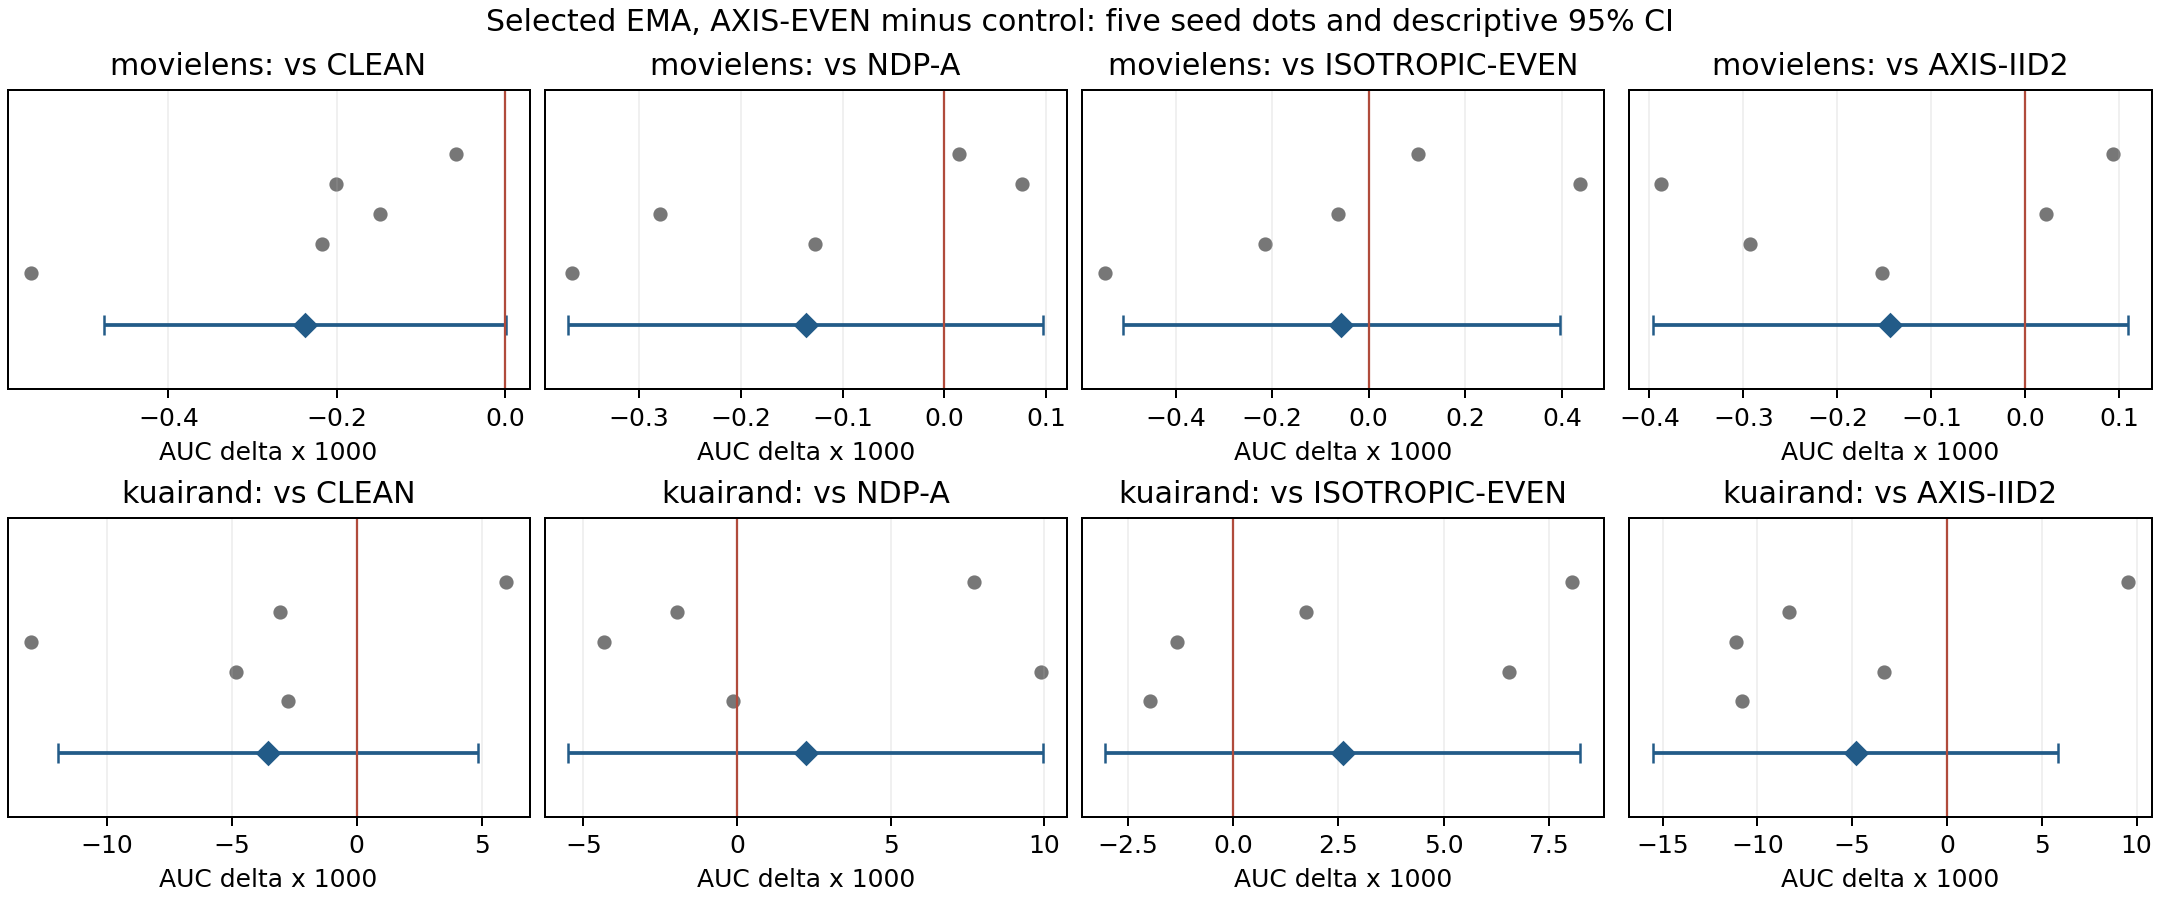 Selected EMA, AXIS-EVEN minus control: five seed dots and descriptive 95% CI
movielens: vs CLEAN
−0.4 −0.2 0.0
AUC delta x 1000
movielens: vs NDP-A
−0.3 −0.2 −0.1 0.0 0.1
AUC delta x 1000
movielens: vs ISOTROPIC-EVEN
−0.4 −0.2 0.0 0.2 0.4
AUC delta x 1000
movielens: vs AXIS-IID2
−0.4 −0.3 −0.2 −0.1 0.0 0.1
AUC delta x 1000
kuairand: vs CLEAN
−10 −5 0 5
AUC delta x 1000
kuairand: vs NDP-A
−5 0 5 10
AUC delta x 1000
kuairand: vs ISOTROPIC-EVEN
−2.5 0.0 2.5 5.0 7.5
AUC delta x 1000
kuairand: vs AXIS-IID2
−15 −10 −5 0 5 10
AUC delta x 1000